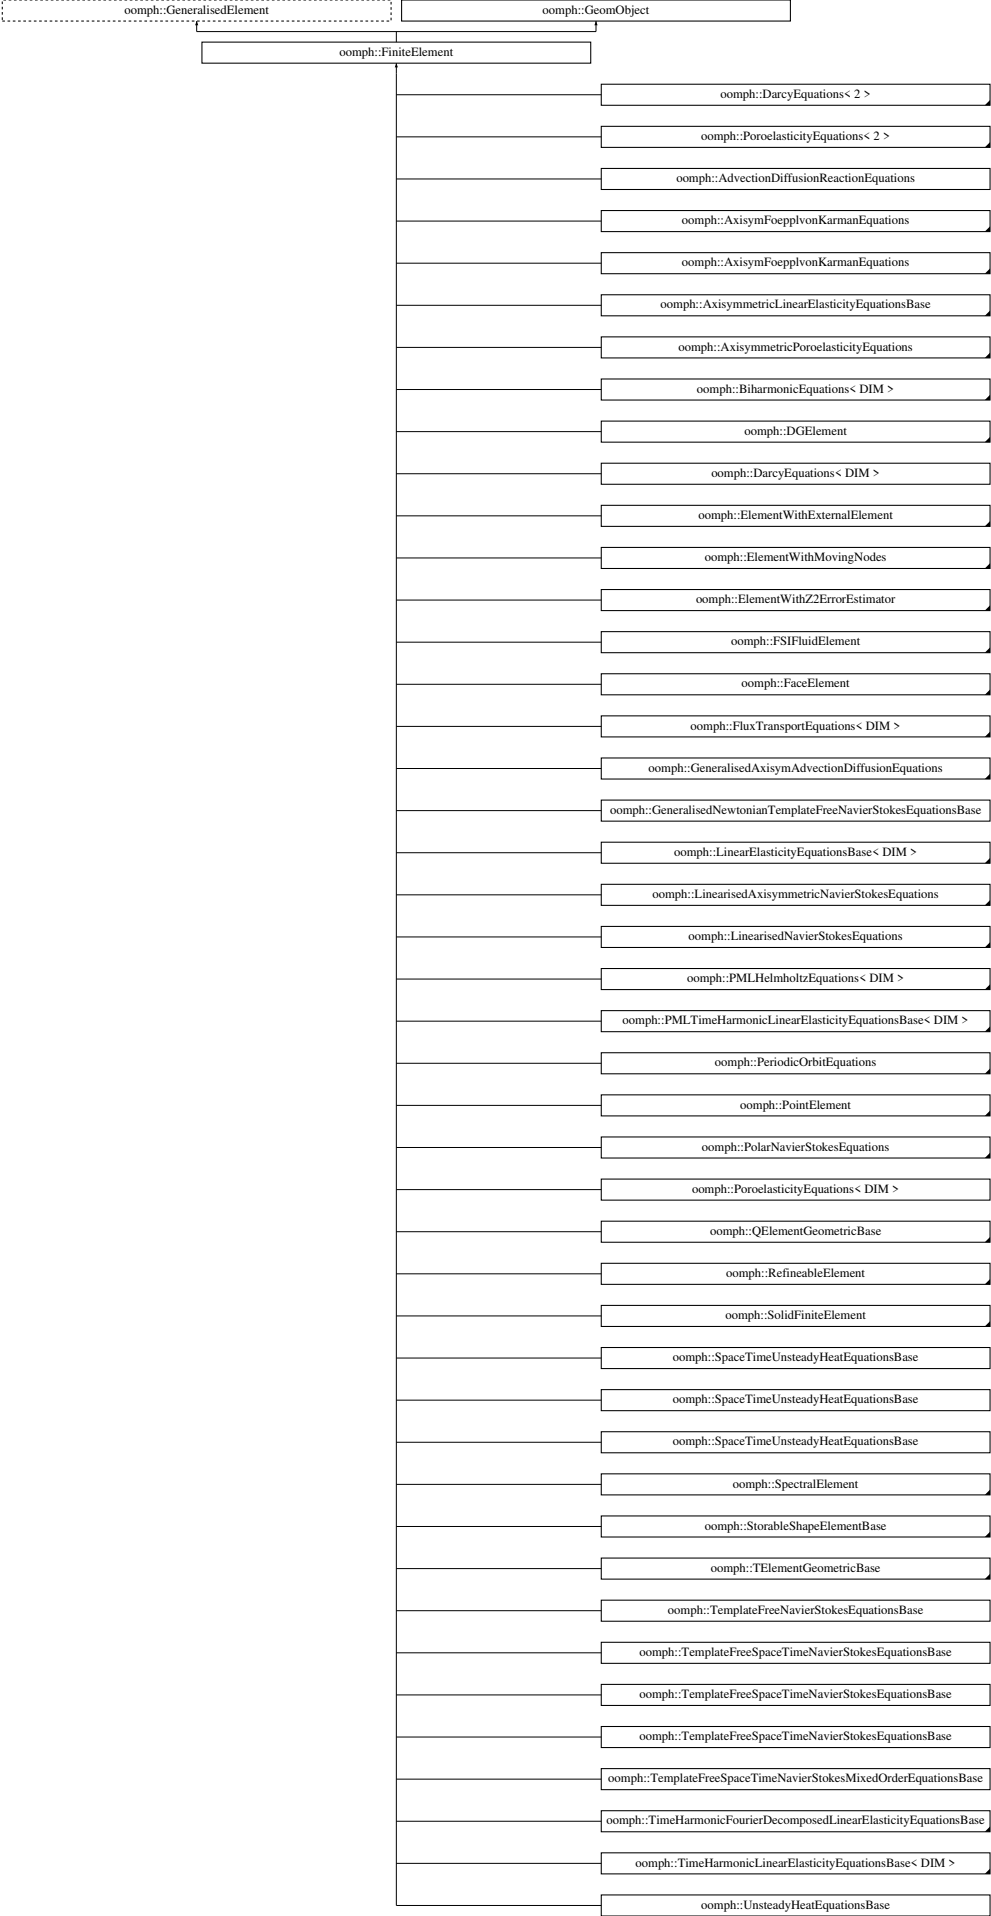 oomph::GeneralisedElement
oomph::GeomObject
oomph::FiniteElement
oomph::DarcyEquations< 2 >
oomph::PoroelasticityEquations< 2 >
oomph::AdvectionDiffusionReactionEquations
oomph::AxisymFoepplvonKarmanEquations
oomph::AxisymFoepplvonKarmanEquations
oomph::AxisymmetricLinearElasticityEquationsBase
oomph::AxisymmetricPoroelasticityEquations
oomph::BiharmonicEquations< DIM >
oomph::DGElement
oomph::DarcyEquations< DIM >
oomph::ElementWithExternalElement
oomph::ElementWithMovingNodes
oomph::ElementWithZ2ErrorEstimator
oomph::FSIFluidElement
oomph::FaceElement
oomph::FluxTransportEquations< DIM >
oomph::GeneralisedAxisymAdvectionDiffusionEquations
oomph::GeneralisedNewtonianTemplateFreeNavierStokesEquationsBase
oomph::LinearElasticityEquationsBase< DIM >
oomph::LinearisedAxisymmetricNavierStokesEquations
oomph::LinearisedNavierStokesEquations
oomph::PMLHelmholtzEquations< DIM >
oomph::PMLTimeHarmonicLinearElasticityEquationsBase< DIM >
oomph::PeriodicOrbitEquations
oomph::PointElement
oomph::PolarNavierStokesEquations
oomph::PoroelasticityEquations< DIM >
oomph::QElementGeometricBase
oomph::RefineableElement
oomph::SolidFiniteElement
oomph::SpaceTimeUnsteadyHeatEquationsBase
oomph::SpaceTimeUnsteadyHeatEquationsBase
oomph::SpaceTimeUnsteadyHeatEquationsBase
oomph::SpectralElement
oomph::StorableShapeElementBase
oomph::TElementGeometricBase
oomph::TemplateFreeNavierStokesEquationsBase
oomph::TemplateFreeSpaceTimeNavierStokesEquationsBase
oomph::TemplateFreeSpaceTimeNavierStokesEquationsBase
oomph::TemplateFreeSpaceTimeNavierStokesEquationsBase
oomph::TemplateFreeSpaceTimeNavierStokesMixedOrderEquationsBase
oomph::TimeHarmonicFourierDecomposedLinearElasticityEquationsBase
oomph::TimeHarmonicLinearElasticityEquationsBase< DIM >
oomph::UnsteadyHeatEquationsBase